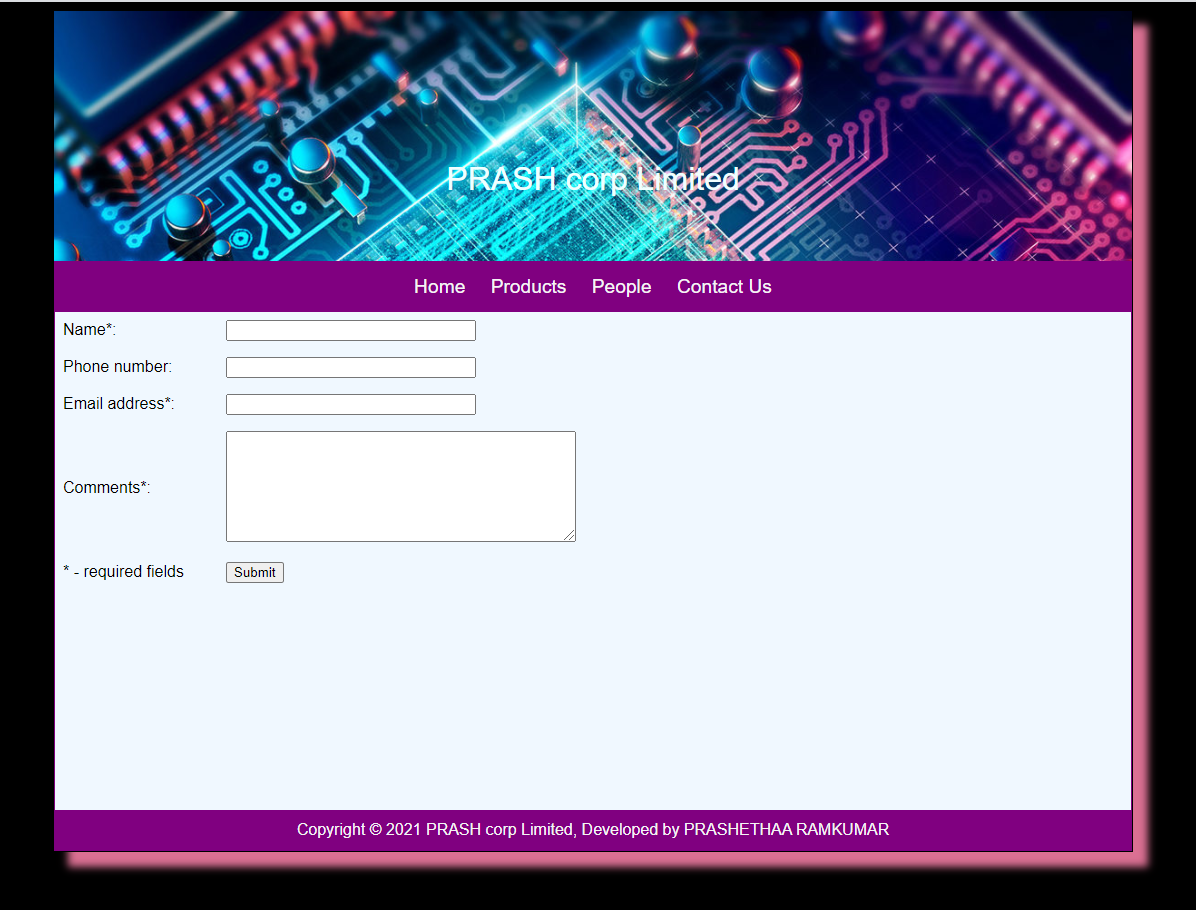 PRASH corp Limited
Home Products People Contact Us
Name*:
Phone number:
Email address*:
Comments*:
* - required fields Submit
Copyright © 2021 PRASH corp Limited, Developed by PRASHETHAA RAMKUMAR